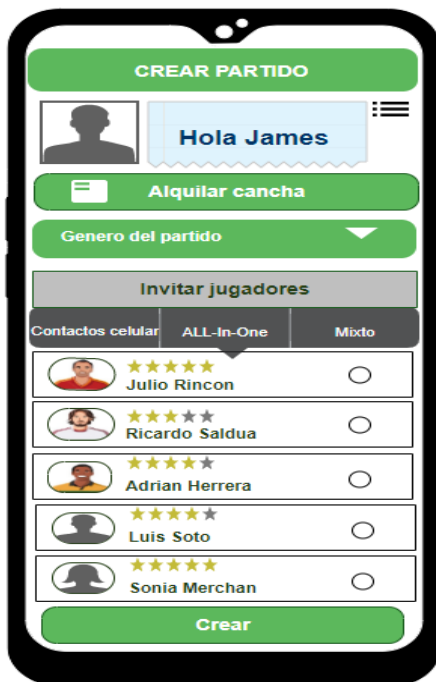 CREAR PARTIDO
Hola James
Alquilar cancha
Genero del partido
Invitar jugadores
Contactos celular ALL-In-One Mixto
Julio Rincon
Ricardo Saldua
Adrian Herrera
Luis Soto
Sonia Merchan
Crear